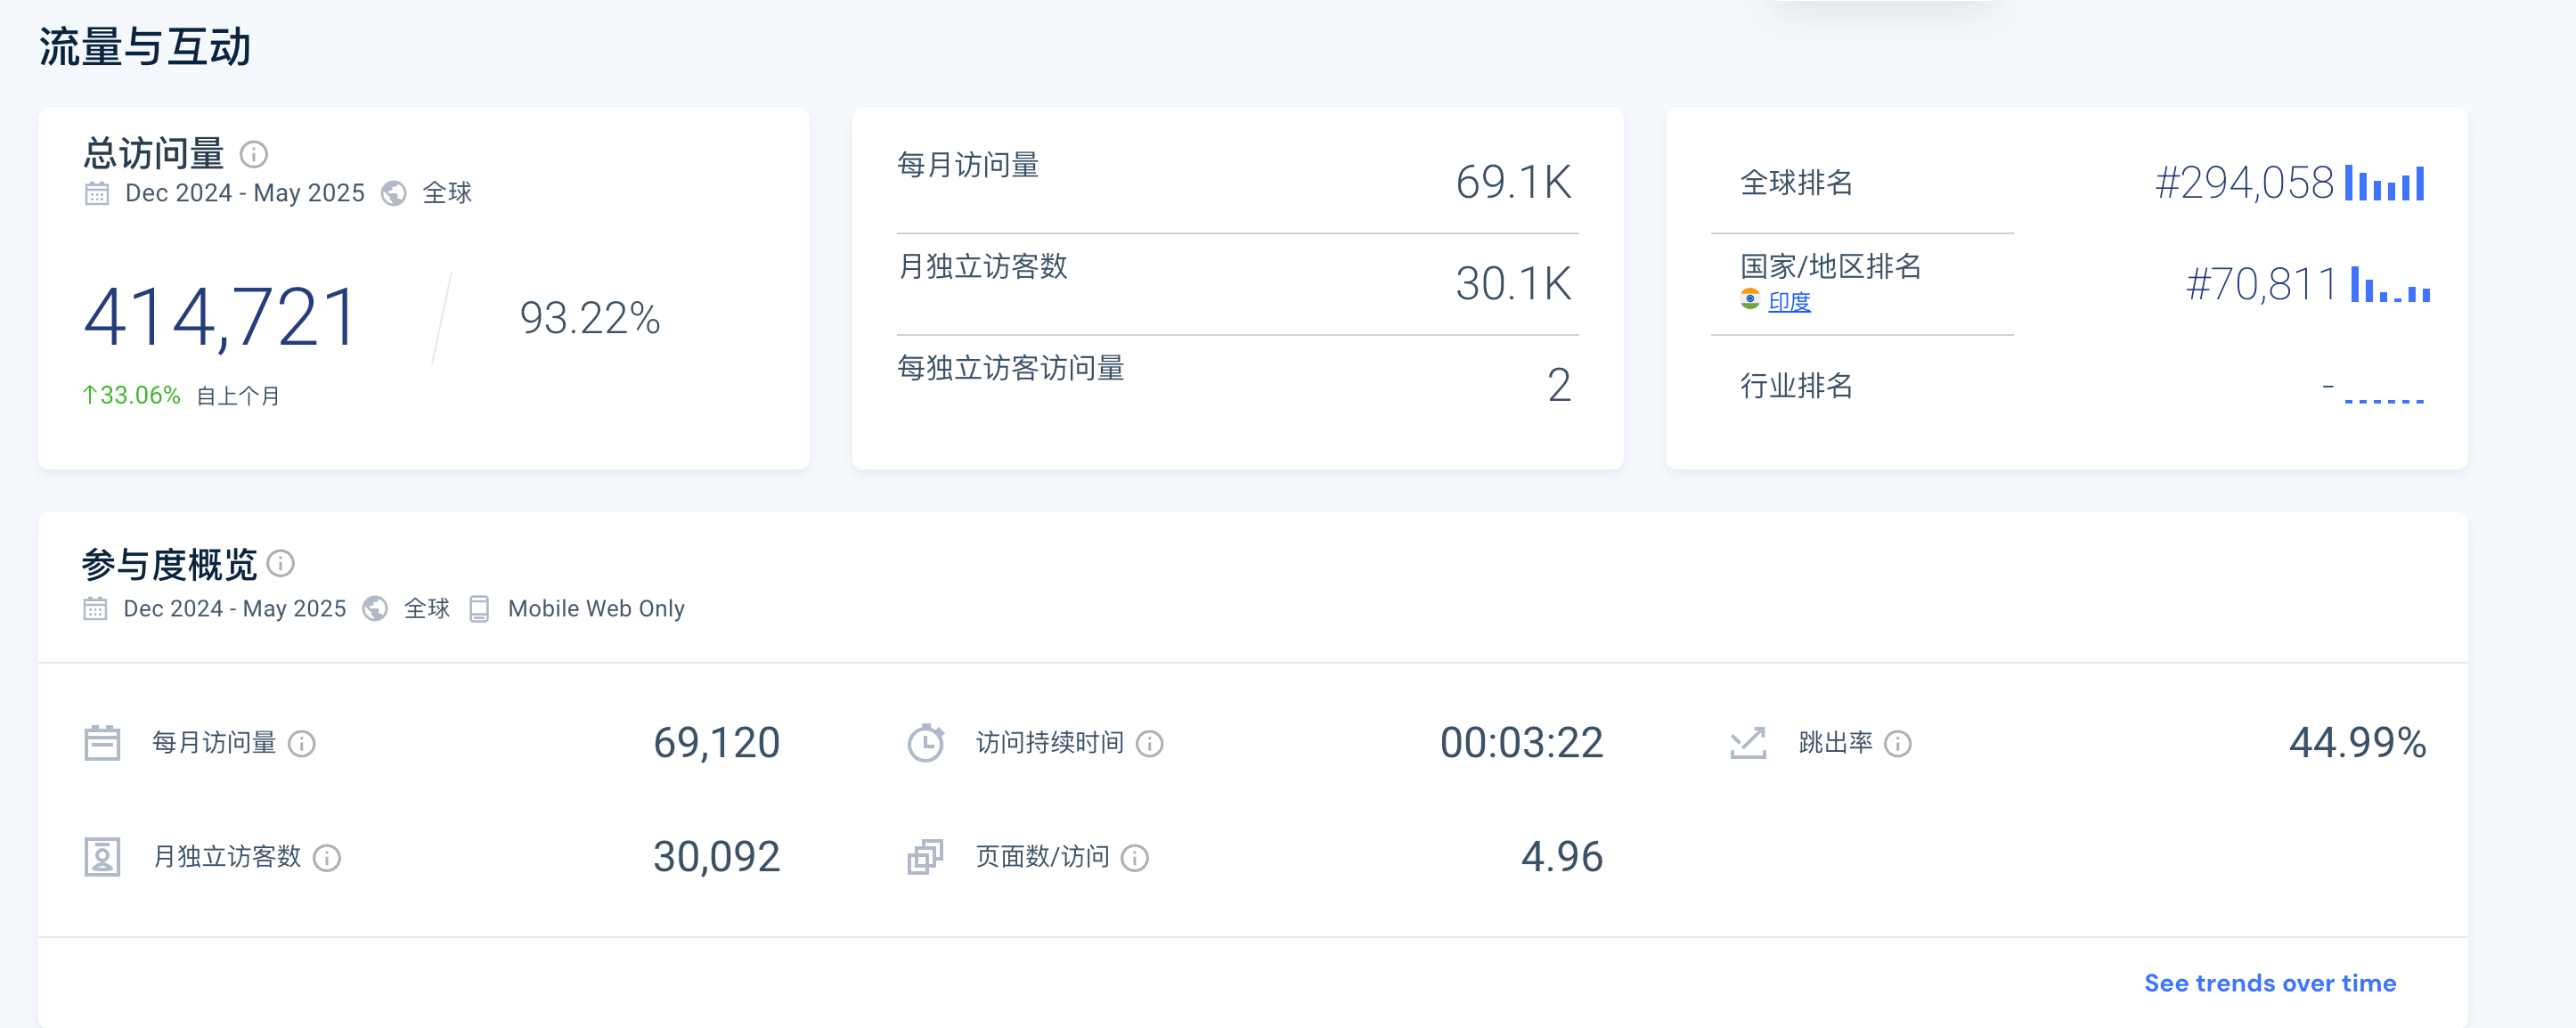 流量与互动
总访问量
Dec 2024 - May 2025 全球
414,721 93.22%
↑33.06% 自上个月
每月访问量 69.1K
月独立访客数 30.1K
每独立访客访问量 2
全球排名 #294,058
国家/地区排名 #70,811
印度
行业排名 -
参与度概览
Dec 2024 - May 2025 全球 Mobile Web Only
每月访问量 69,120 访问持续时间 00:03:22 跳出率 44.99%
月独立访客数 30,092 页面数/访问 4.96
See trends over time